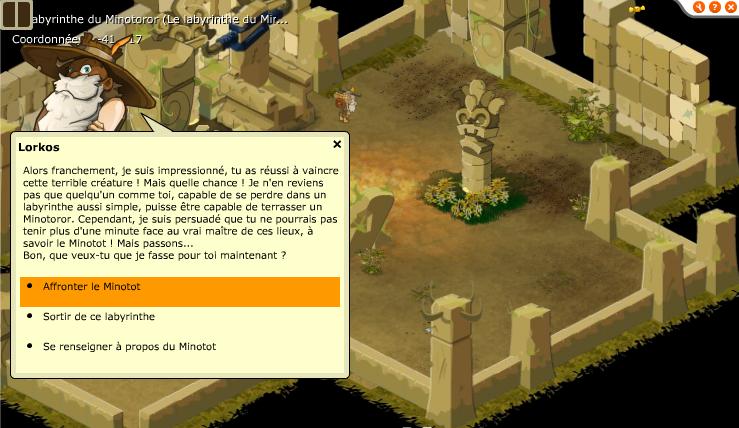 abyrinthe du Minotoror (Le labyrinthe du Mir...
Coordonnée -41 17
Lorkos
Alors franchement, je suis impressionné, tu as réussi à vaincre
cette terrible créature ! Mais quelle chance ! Je n'en reviens
pas que quelqu'un comme toi, capable de se perdre dans un
labyrinthe aussi simple, puisse être capable de terrasser un
Minotoror. Cependant, je suis persuadé que tu ne pourrais pas
tenir plus d'une minute face au vrai maître de ces lieux, à
savoir le Minotot ! Mais passons...
Bon, que veux-tu que je fasse pour toi maintenant ?
Affronter le Minotot
Sortir de ce labyrinthe
Se renseigner à propos du Minotot